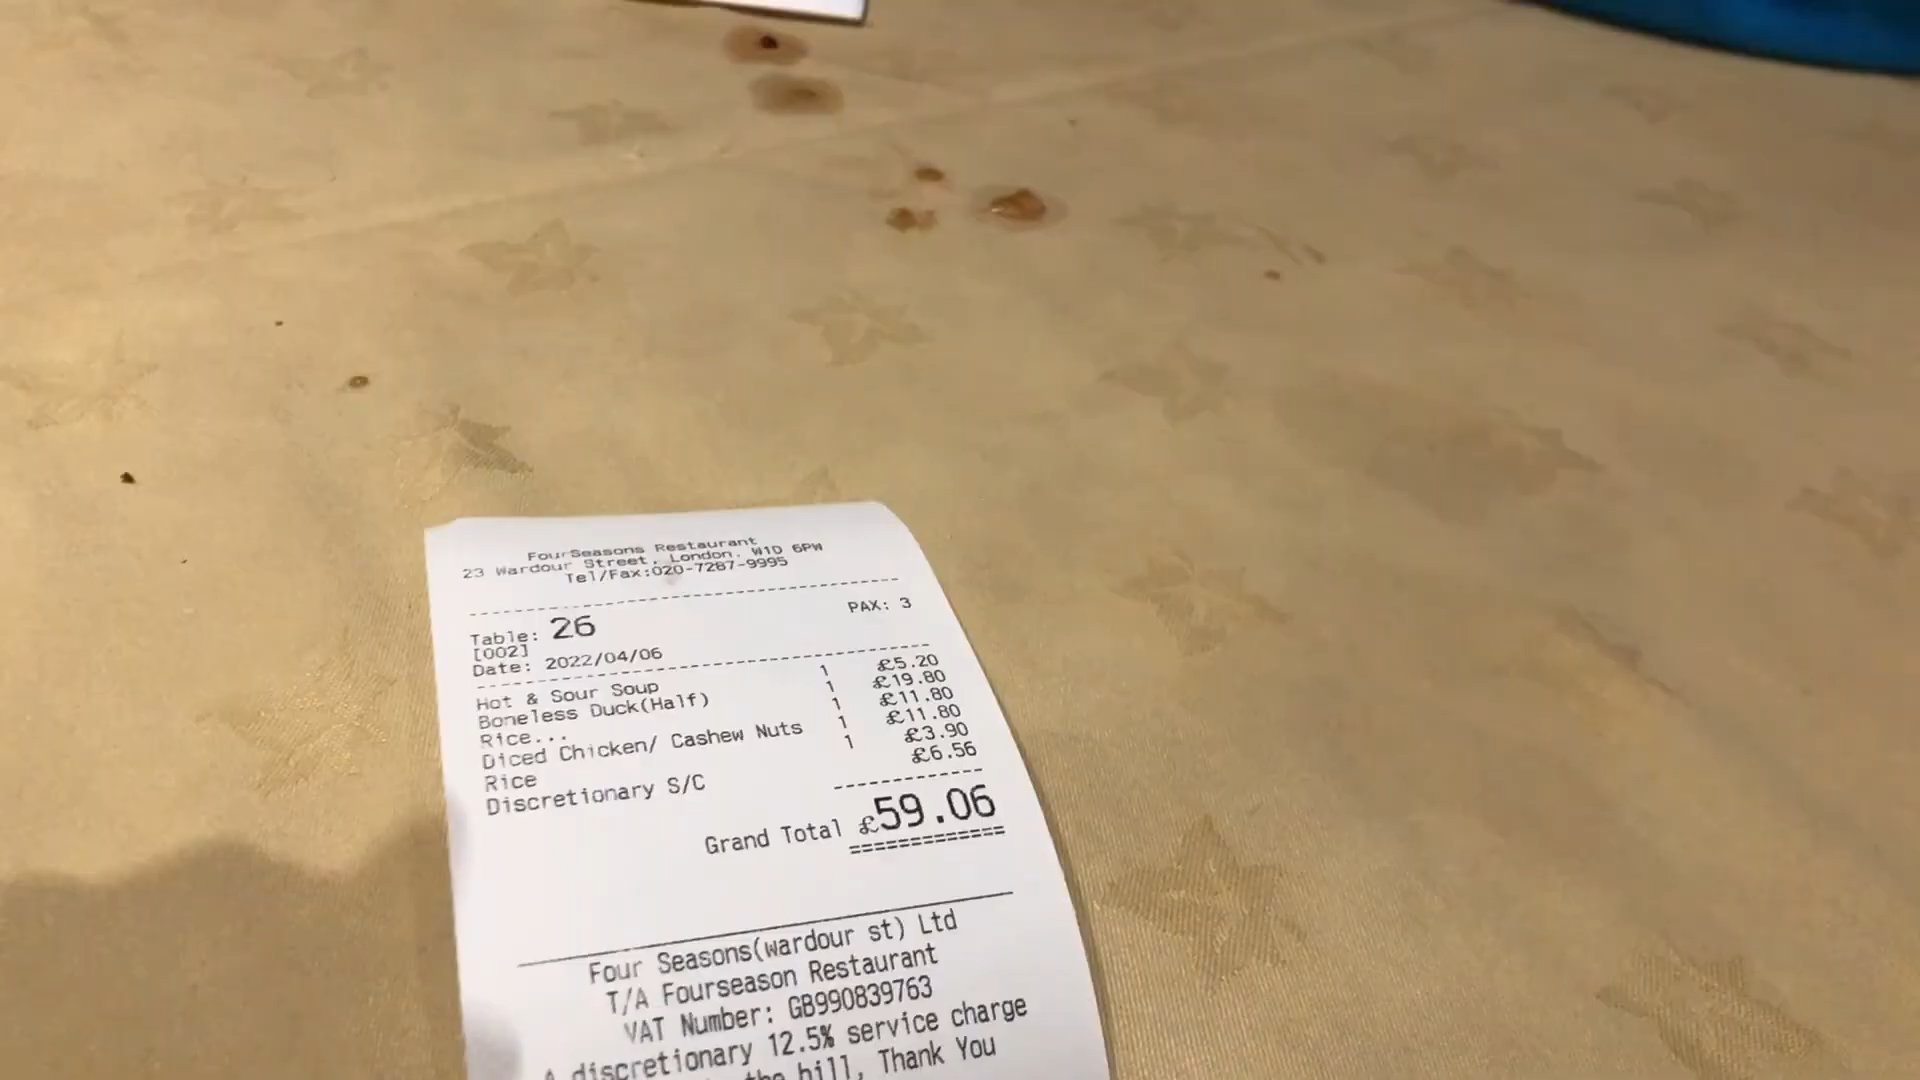 FourSeasons Restaurant
23 Wardour Street, London. W1D 6PW
Tel/Fax:020-7287-9995
PAX: 3
Table: 26
[002]
Date: 2022/04/06
Hot & Sour Soup 1 £5.20
Boneless Duck(Half) 1 £19.80
Rice... 1 £11.80
Diced Chicken/ Cashew Nuts 1 £11.80
Rice 1 £3.90
Discretionary S/C £6.56
Grand Total £59.06
Four Seasons(wardour st) Ltd
T/A Fourseason Restaurant
VAT Number: GB990839763
A discretionary 12.5% service charge
the bill, Thank You